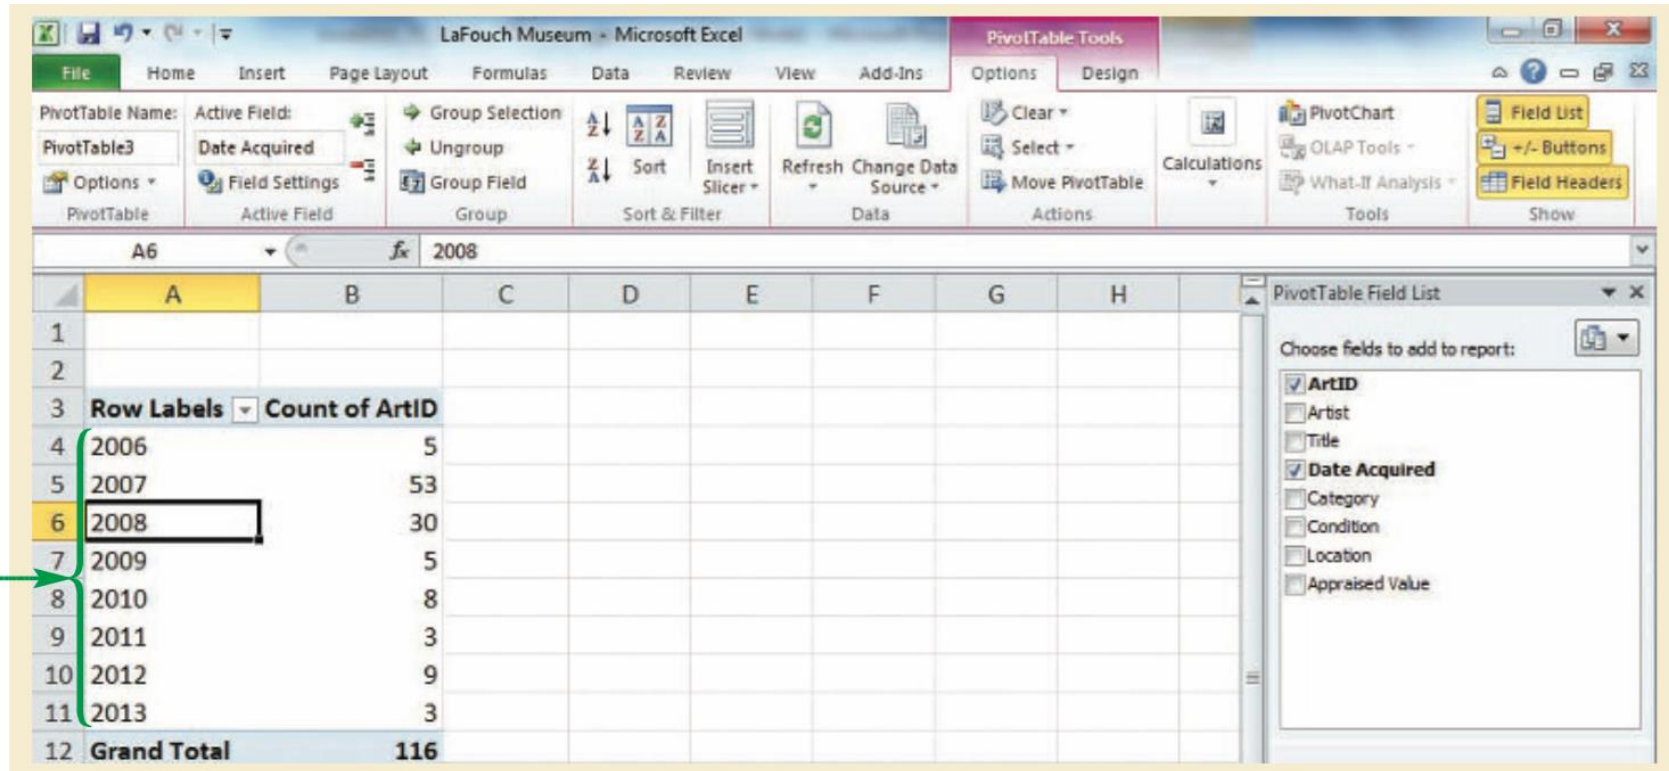 LaFouch Museum - Microsoft Excel
PivotTable Tools
File Home Insert Page Layout Formulas Data Review View Add-Ins Options Design
PivotTable Name:
PivotTable3
Options
PivotTable
Active Field:
Date Acquired
Field Settings
Active Field
Group Selection
Ungroup
Group Field
Group
Sort
Insert
Slicer
Sort & Filter
Refresh
Change Data
Source
Data
Clear
Select
Move PivotTable
Actions
Calculations
PivotChart
OLAP Tools
What-If Analysis
Tools
Field List
+/- Buttons
Field Headers
Show
A6 fx 2008
A B C D E F G H
1
2
3 Row Labels Count of ArtID
4 2006 5
5 2007 53
6 2008 30
7 2009 5
8 2010 8
9 2011 3
10 2012 9
11 2013 3
12 Grand Total 116
PivotTable Field List
Choose fields to add to report:
ArtID
Artist
Title
Date Acquired
Category
Condition
Location
Appraised Value